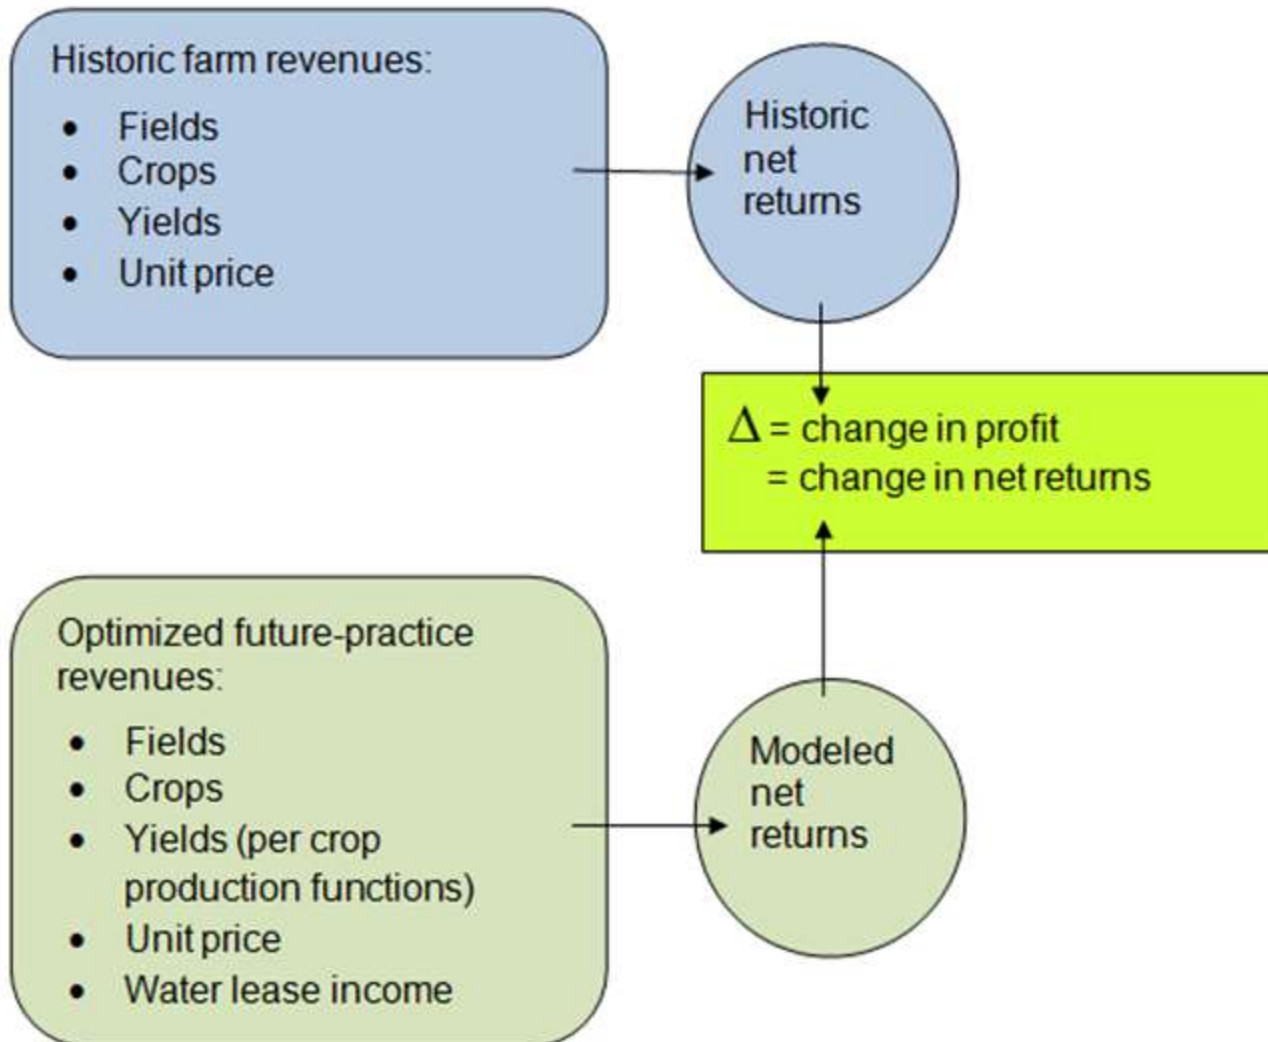 Historic farm revenues:
• Fields
• Crops
• Yields
• Unit price
Historic
net
returns
Δ = change in profit
= change in net returns
Optimized future-practice
revenues:
• Fields
• Crops
• Yields (per crop
production functions)
• Unit price
• Water lease income
Modeled
net
returns